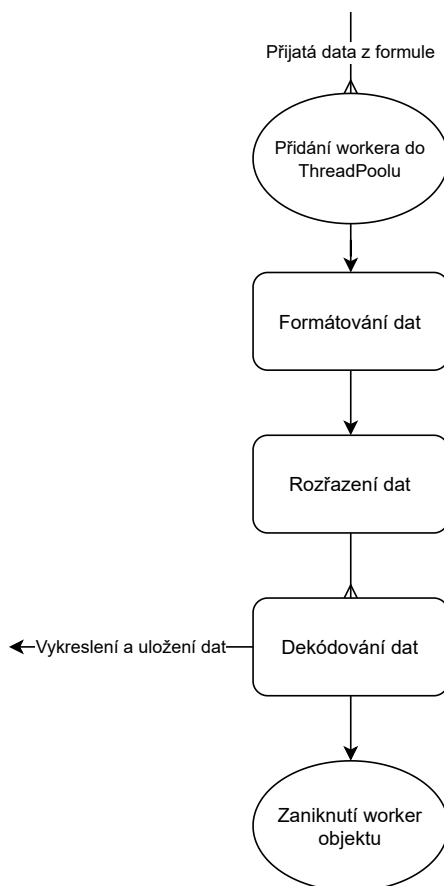 Přijatá data z formule
Přidání workera do
ThreadPoolu
Formátování dat
Rozřazení dat
Vykreslení a uložení dat
Dekódování dat
Zaniknutí worker
objektu